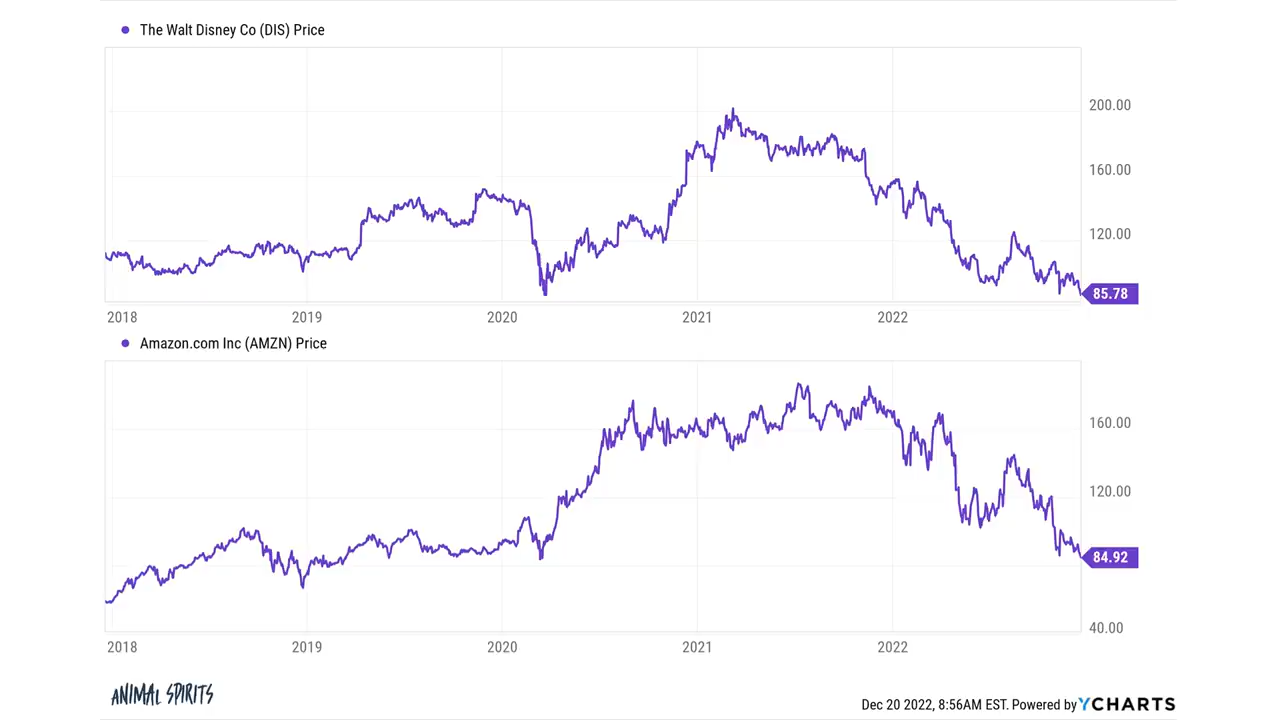 The Walt Disney Co (DIS) Price
200.00
160.00
120.00
85.78
2018 2019 2020 2021 2022
Amazon.com Inc (AMZN) Price
160.00
120.00
84.92
40.00
2018 2019 2020 2021 2022
ANIMAL SPIRITS
Dec 20 2022, 8:56AM EST. Powered by YCHARTS